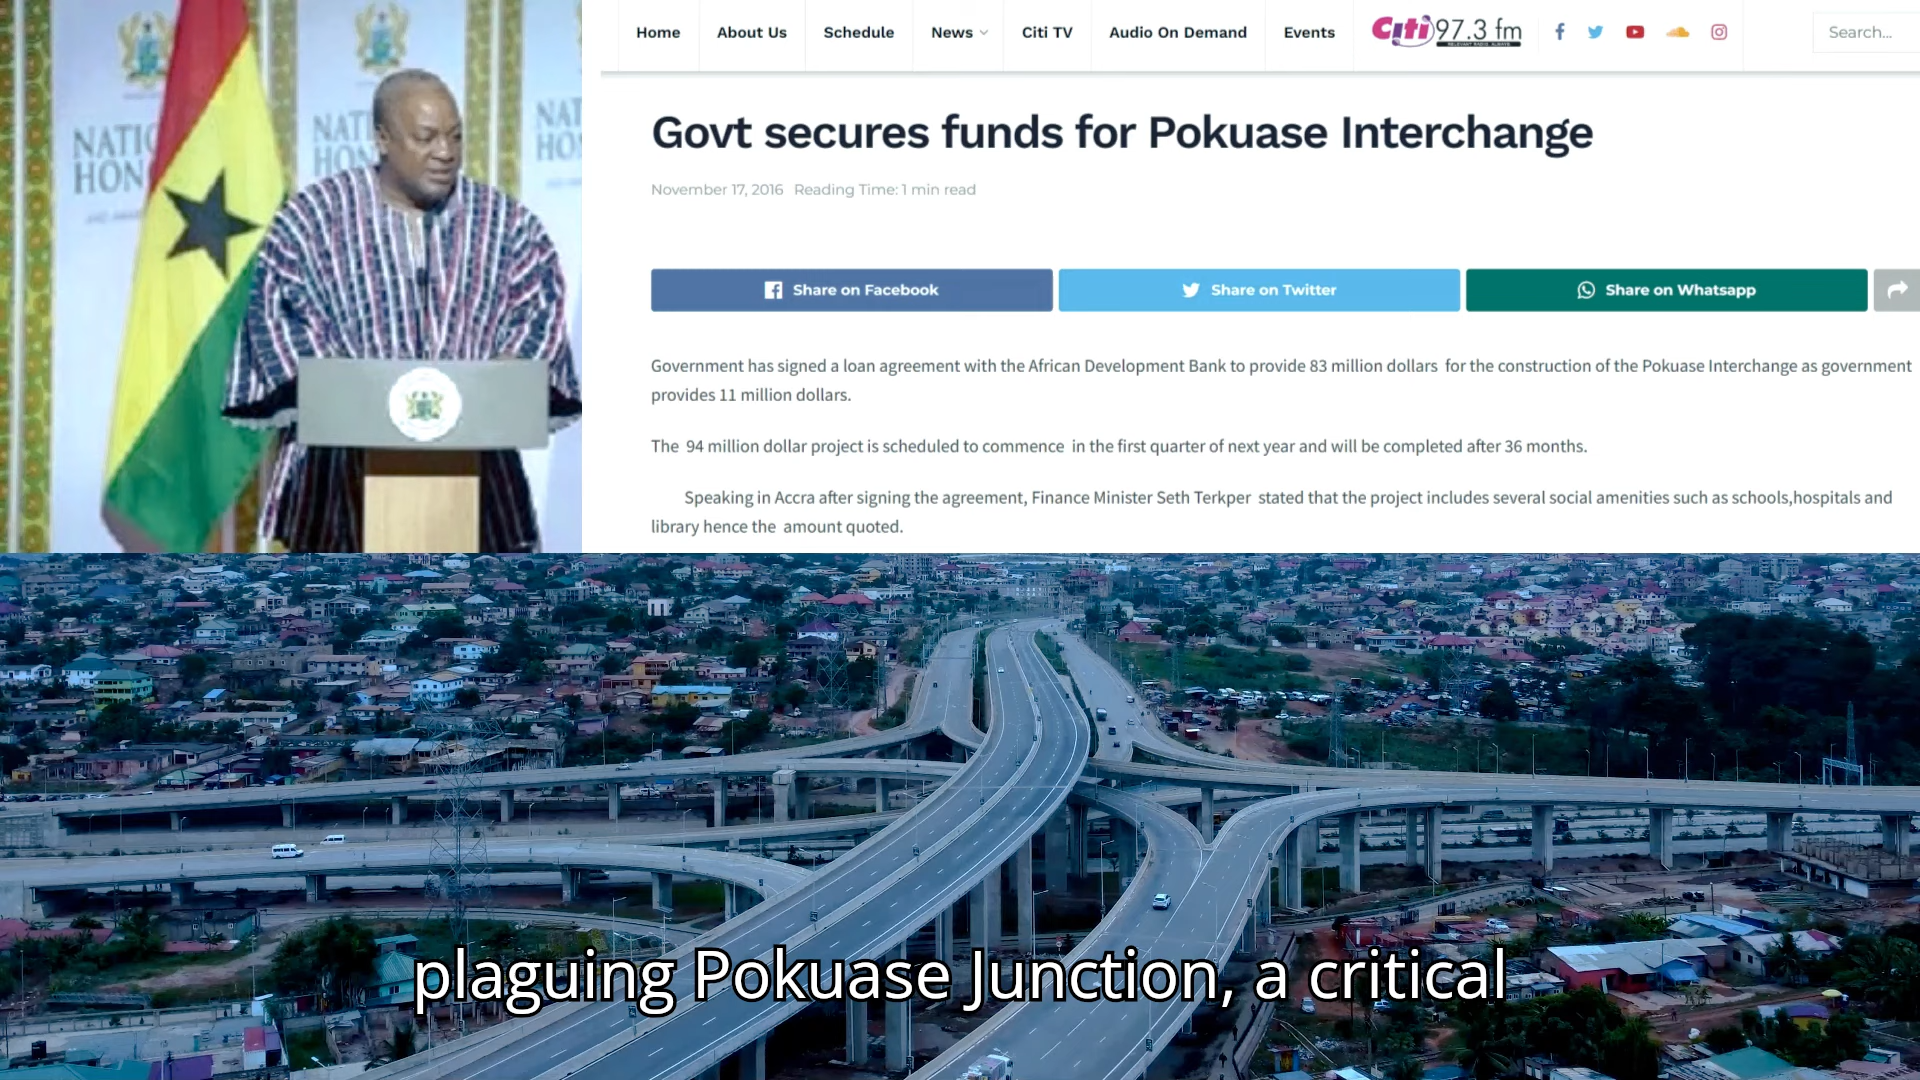 NATIO
HON
NATI
HON
NAT
HO
Home About Us Schedule News Citi TV Audio On Demand Events Citi 97.3 fm Search...
Govt secures funds for Pokuase Interchange
November 17, 2016 Reading Time: 1 min read
Share on Facebook Share on Twitter Share on Whatsapp
Government has signed a loan agreement with the African Development Bank to provide 83 million dollars for the construction of the Pokuase Interchange as government
provides 11 million dollars.
The 94 million dollar project is scheduled to commence in the first quarter of next year and will be completed after 36 months.
Speaking in Accra after signing the agreement, Finance Minister Seth Terkper stated that the project includes several social amenities such as schools,hospitals and
library hence the amount quoted.
plaguing Pokuase Junction, a critical